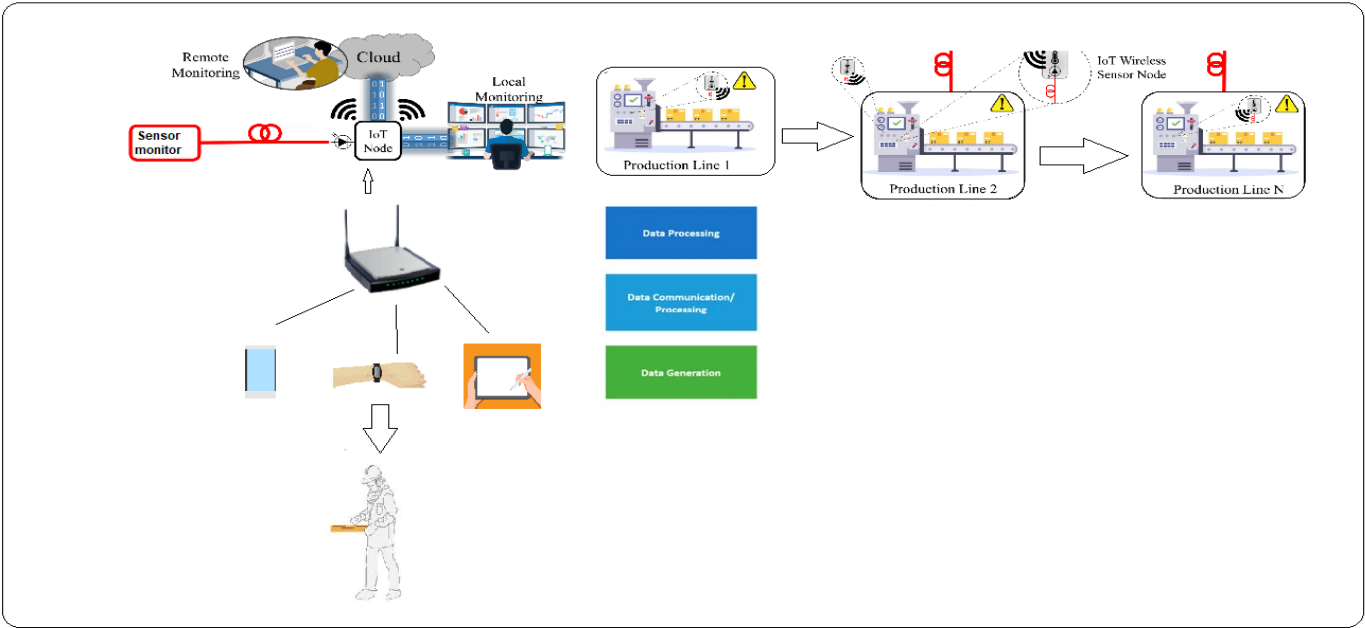 Remote
Monitoring
Cloud
Local
Monitoring
Sensor
monitor
IoT
Node
Production Line 1
IoT Wireless
Sensor Node
Production Line 2
Production Line N
Data Processing
Data Communication/
Processing
Data Generation